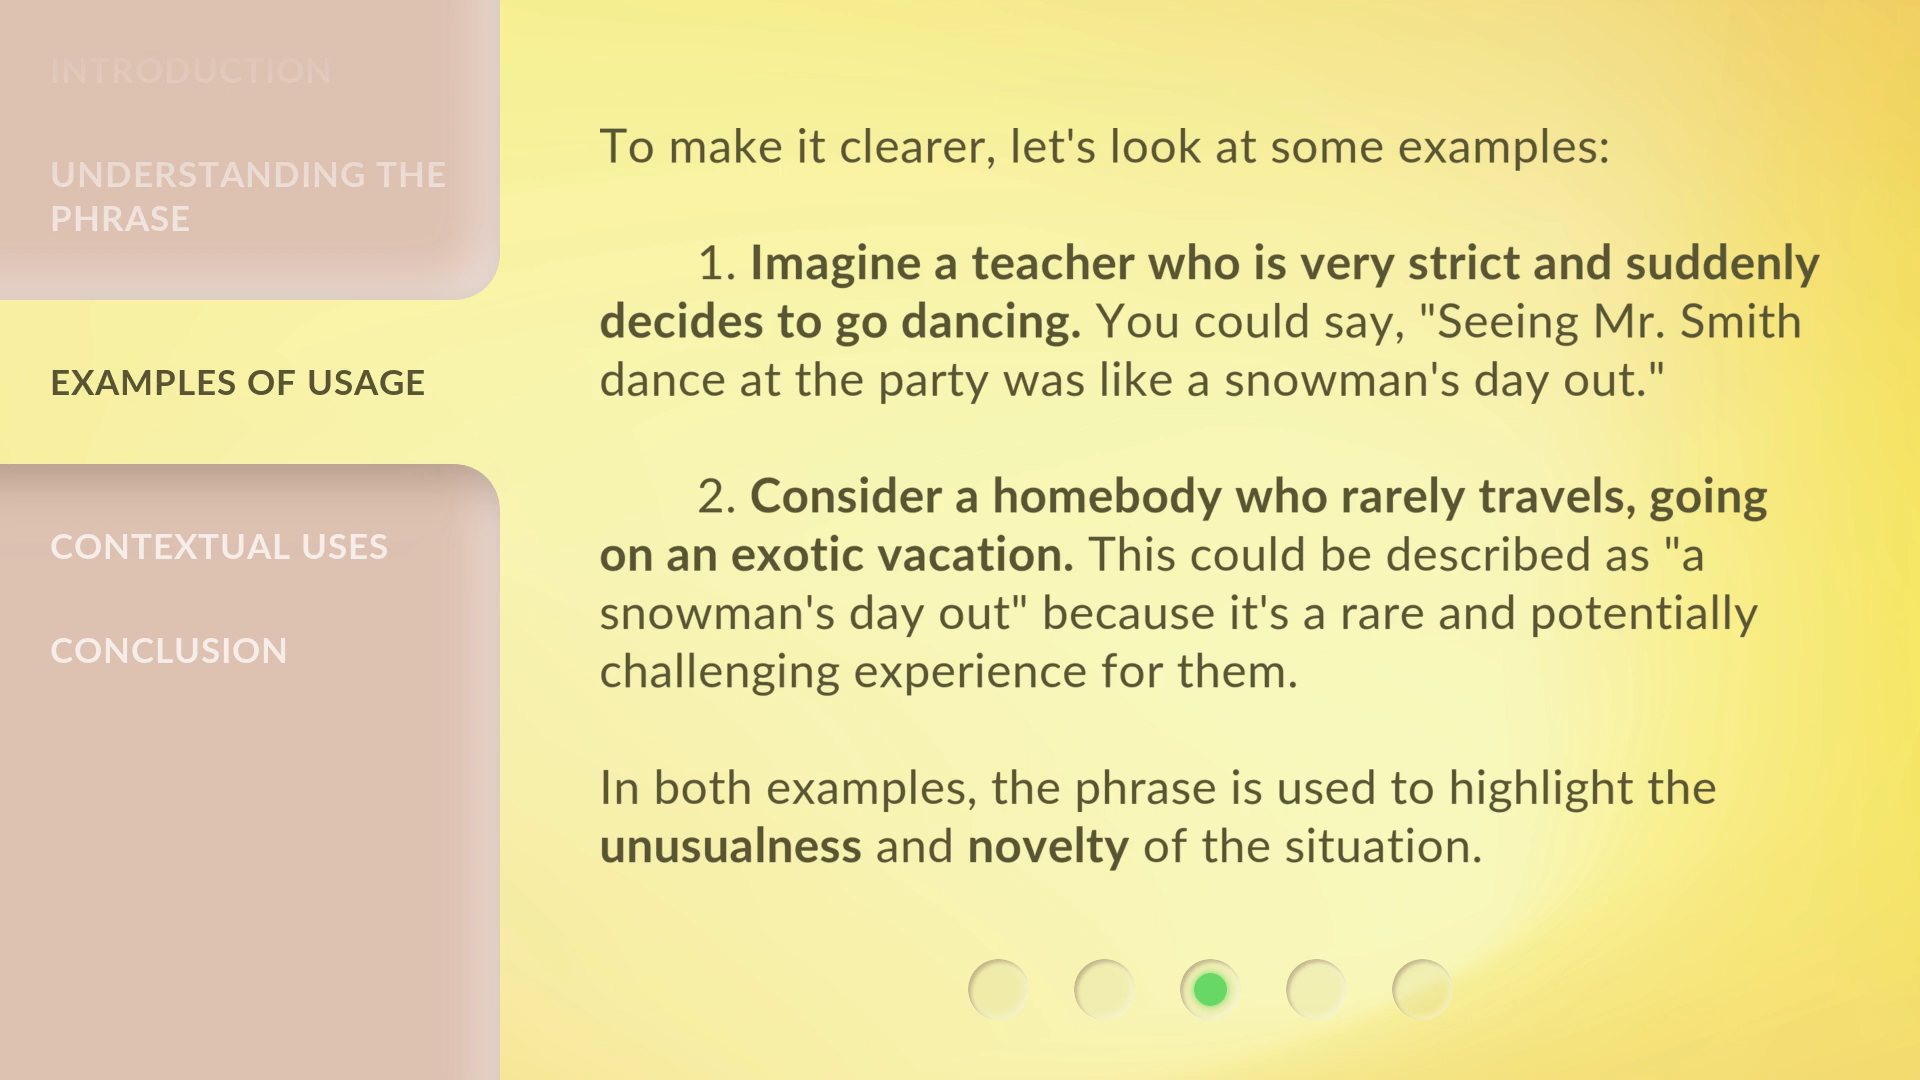 INTRODUCTION
UNDERSTANDING THE
PHRASE
EXAMPLES OF USAGE
CONTEXTUAL USES
CONCLUSION
To make it clearer, let's look at some examples:
1. Imagine a teacher who is very strict and suddenly
decides to go dancing. You could say, "Seeing Mr. Smith
dance at the party was like a snowman's day out."
2. Consider a homebody who rarely travels, going
on an exotic vacation. This could be described as "a
snowman's day out" because it's a rare and potentially
challenging experience for them.
In both examples, the phrase is used to highlight the
unusualness and novelty of the situation.